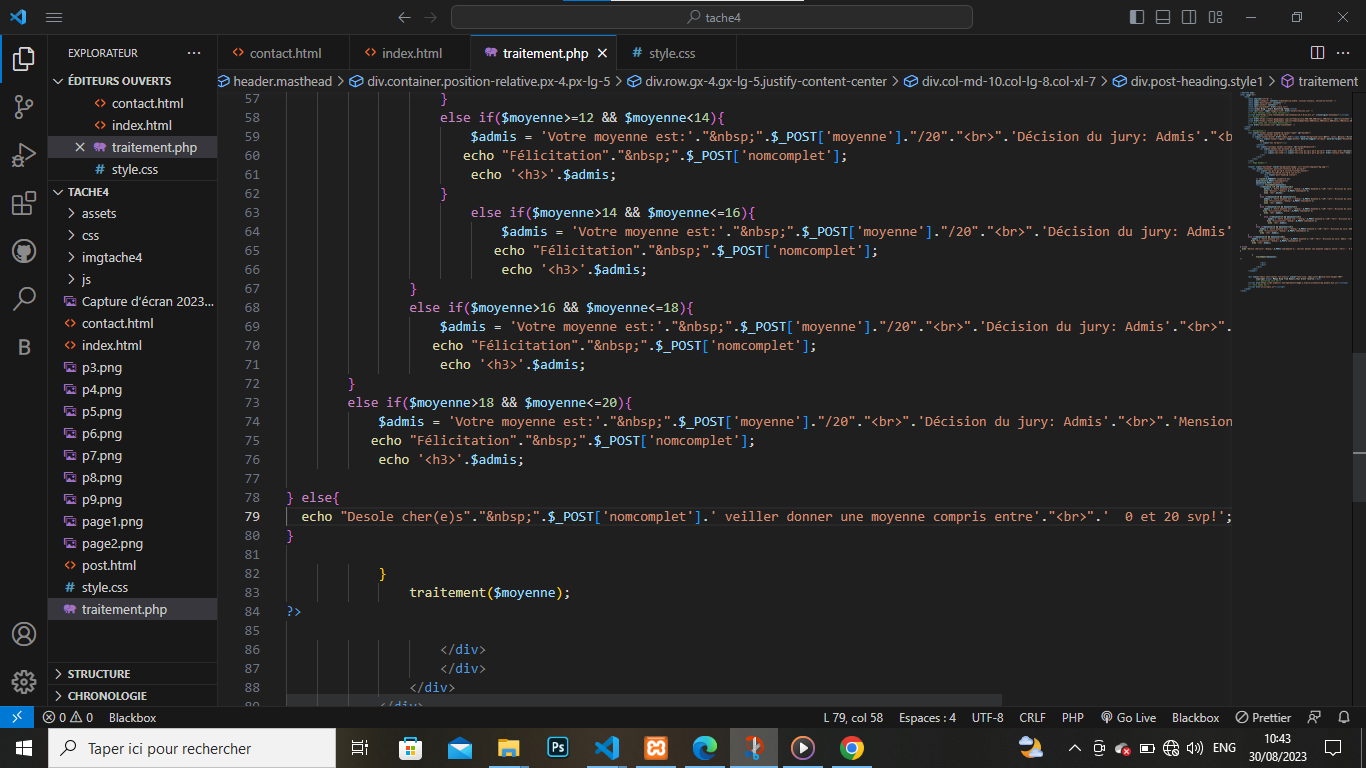 tache4
EXPLORATEUR
ÉDITEURS OUVERTS
contact.html
index.html
traitement.php
style.css
TACHE4
assets
css
imgtache4
js
Capture d'écran 2023...
contact.html
index.html
p3.png
p4.png
p5.png
p6.png
p7.png
p8.png
p9.png
page1.png
page2.png
post.html
style.css
traitement.php
STRUCTURE
CHRONOLOGIE
contact.html index.html traitement.php style.css
header.masthead > div.container.position-relative.px-4.px-lg-5 > div.row.gx-4.gx-lg-5.justify-content-center > div.col-md-10.col-lg-8.col-xl-7 > div.post-heading.style1 > traitement
57 }
58 else if($moyenne>=12 && $moyenne<14){
59 $admis = 'Votre moyenne est:'."&nbsp;".$_POST['moyenne']."/20"."<br>".'Décision du jury: Admis'."<b
60 echo "Félicitation"."&nbsp;".$_POST['nomcomplet'];
61 echo '<h3>'.$admis;
62 }
63 else if($moyenne>14 && $moyenne<=16){
64 $admis = 'Votre moyenne est:'."&nbsp;".$_POST['moyenne']."/20"."<br>".'Décision du jury: Admis'
65 echo "Félicitation"."&nbsp;".$_POST['nomcomplet'];
66 echo '<h3>'.$admis;
67 }
68 else if($moyenne>16 && $moyenne<=18){
69 $admis = 'Votre moyenne est:'."&nbsp;".$_POST['moyenne']."/20"."<br>".'Décision du jury: Admis'."<br>".
70 echo "Félicitation"."&nbsp;".$_POST['nomcomplet'];
71 echo '<h3>'.$admis;
72 }
73 else if($moyenne>18 && $moyenne<=20){
74 $admis = 'Votre moyenne est:'."&nbsp;".$_POST['moyenne']."/20"."<br>".'Décision du jury: Admis'."<br>".'Mension
75 echo "Félicitation"."&nbsp;".$_POST['nomcomplet'];
76 echo '<h3>'.$admis;
77
78 } else{
79 echo "Desole cher(e)s"."&nbsp;".$_POST['nomcomplet'].' veiller donner une moyenne compris entre'."<br>".'  0 et 20 svp!';
80 }
81
82 }
83 traitement($moyenne);
84 ?>
85
86 </div>
87 </div>
88 </div>
89 </div>
0 0 Blackbox L 79, col 58 Espaces : 4 UTF-8 CRLF PHP Go Live Blackbox Prettier
Taper ici pour rechercher
Ps
ENG
10:43
30/08/2023